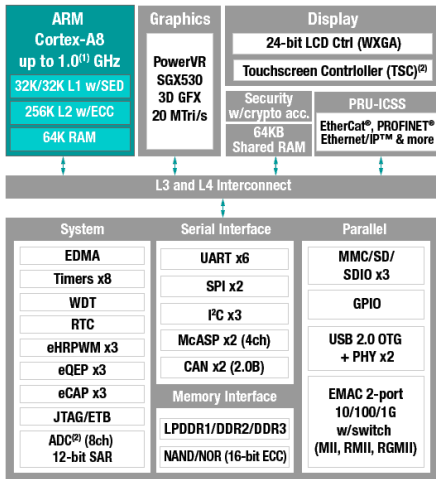 ARM
Cortex-A8
up to 1.0(1) GHz
32K/32K L1 w/SED
256K L2 w/ECC
64K RAM
Graphics
PowerVR
SGX530
3D GFX
20 MTri/s
Display
24-bit LCD Ctrl (WXGA)
Touchscreen Contrloller (TSC)(2)
Security
w/crypto acc.
64KB
Shared RAM
PRU-ICSS
EtherCat®, PROFINET®
Ethernet/IP™ & more
L3 and L4 Interconnect
System
EDMA
Timers x8
WDT
RTC
eHRPWM x3
eQEP x3
eCAP x3
JTAG/ETB
ADC(2) (8ch)
12-bit SAR
Serial Interface
UART x6
SPI x2
I²C x3
McASP x2 (4ch)
CAN x2 (2.0B)
Memory Interface
LPDDR1/DDR2/DDR3
NAND/NOR (16-bit ECC)
Parallel
MMC/SD/
SDIO x3
GPIO
USB 2.0 OTG
+ PHY x2
EMAC 2-port
10/100/1G
w/switch
(MII, RMII, RGMII)